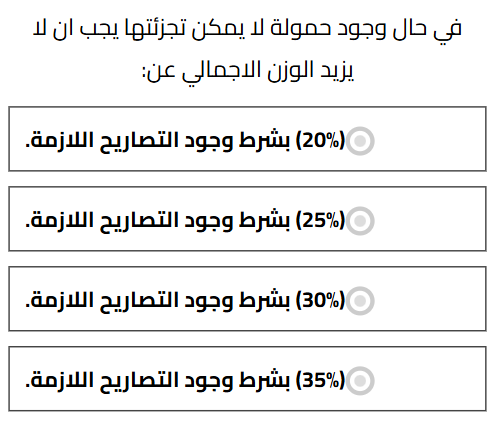 في حال وجود حمولة لا يمكن تجزئتها يجب ان لا
يزيد الوزن الاجمالي عن:
(20%) بشرط وجود التصاريح اللازمة.
(25%) بشرط وجود التصاريح اللازمة.
(30%) بشرط وجود التصاريح اللازمة.
(35%) بشرط وجود التصاريح اللازمة.